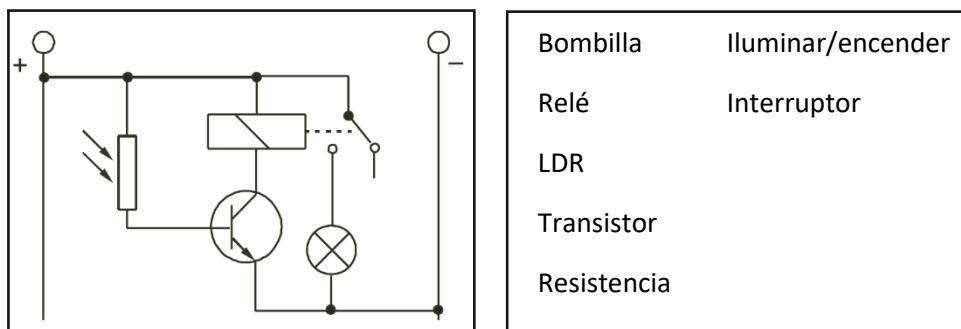 + −
Bombilla Iluminar/encender
Relé Interruptor
LDR
Transistor
Resistencia